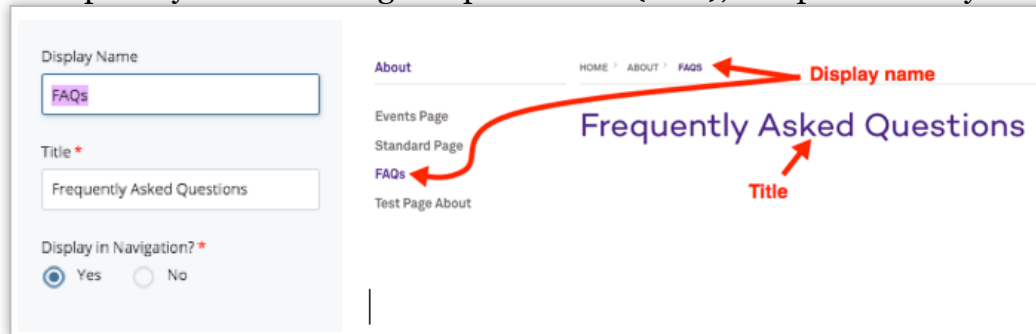 Display Name
FAQs
Title *
Frequently Asked Questions
Display in Navigation? *
Yes No
About
Events Page
Standard Page
FAQs
Test Page About
HOME > ABOUT > FAQS
Display name
Frequently Asked Questions
Title